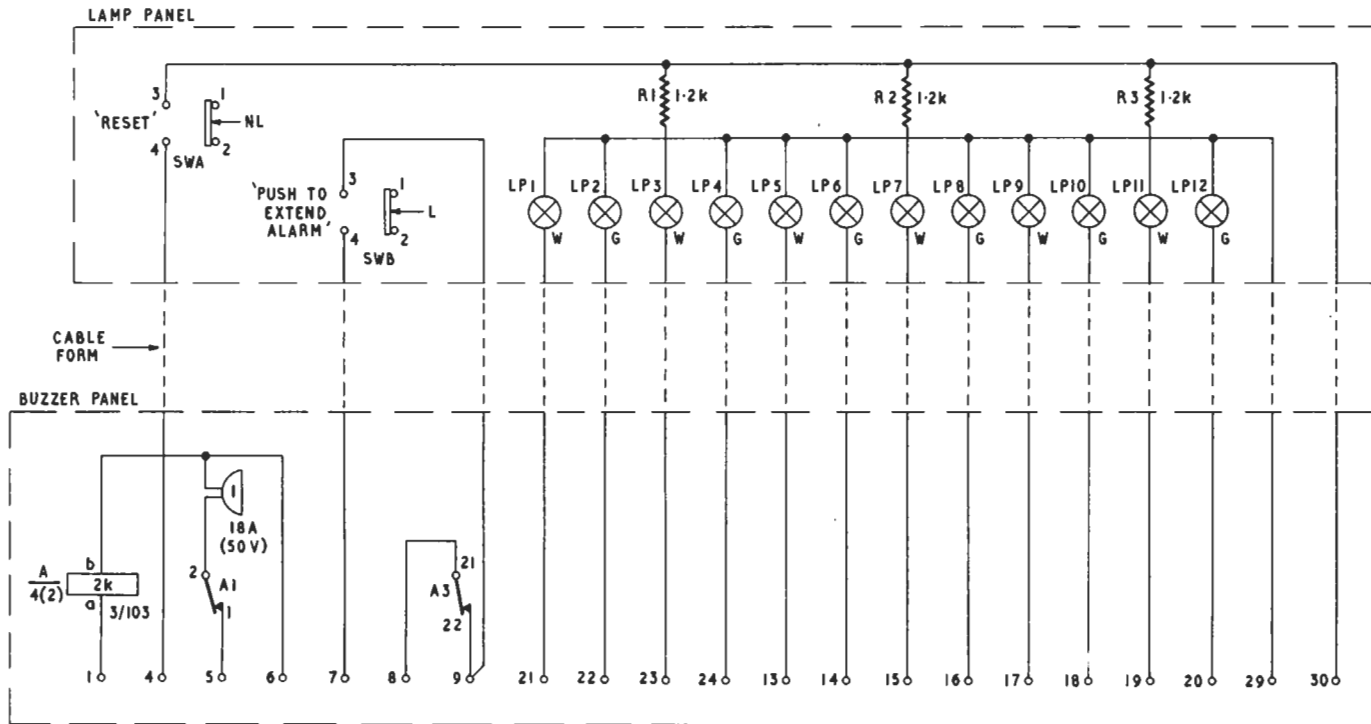 LAMP PANEL
3
'RESET'
4
SWA
1
NL
2
'PUSH TO
EXTEND
ALARM'
3
4
1
L
2
SWB
R1
1·2k
R2
1·2k
R3
1·2k
LP1
LP2
LP3
LP4
LP5
LP6
LP7
LP8
LP9
LP10
LP11
LP12
W
G
W
G
W
G
W
G
W
G
W
G
CABLE
FORM
BUZZER PANEL
18A
(50V)
A
4(2)
b
2k
a
3/103
2
A1
1
21
A3
22
1
4
5
6
7
8
9
21
22
23
24
13
14
15
16
17
18
19
20
29
30